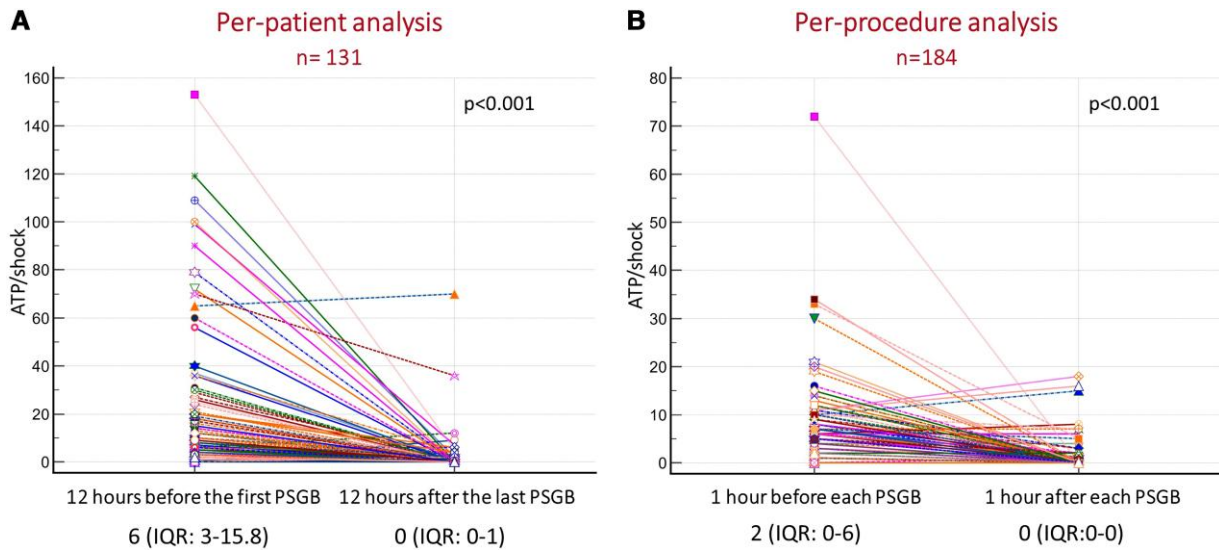 A
Per-patient analysis
n= 131
p<0.001
ATP/shock
160
140
120
100
80
60
40
20
0
12 hours before the first PSGB
12 hours after the last PSGB
6 (IQR: 3-15.8)
0 (IQR: 0-1)
B
Per-procedure analysis
n=184
p<0.001
ATP/shock
80
70
60
50
40
30
20
10
0
1 hour before each PSGB
1 hour after each PSGB
2 (IQR: 0-6)
0 (IQR:0-0)